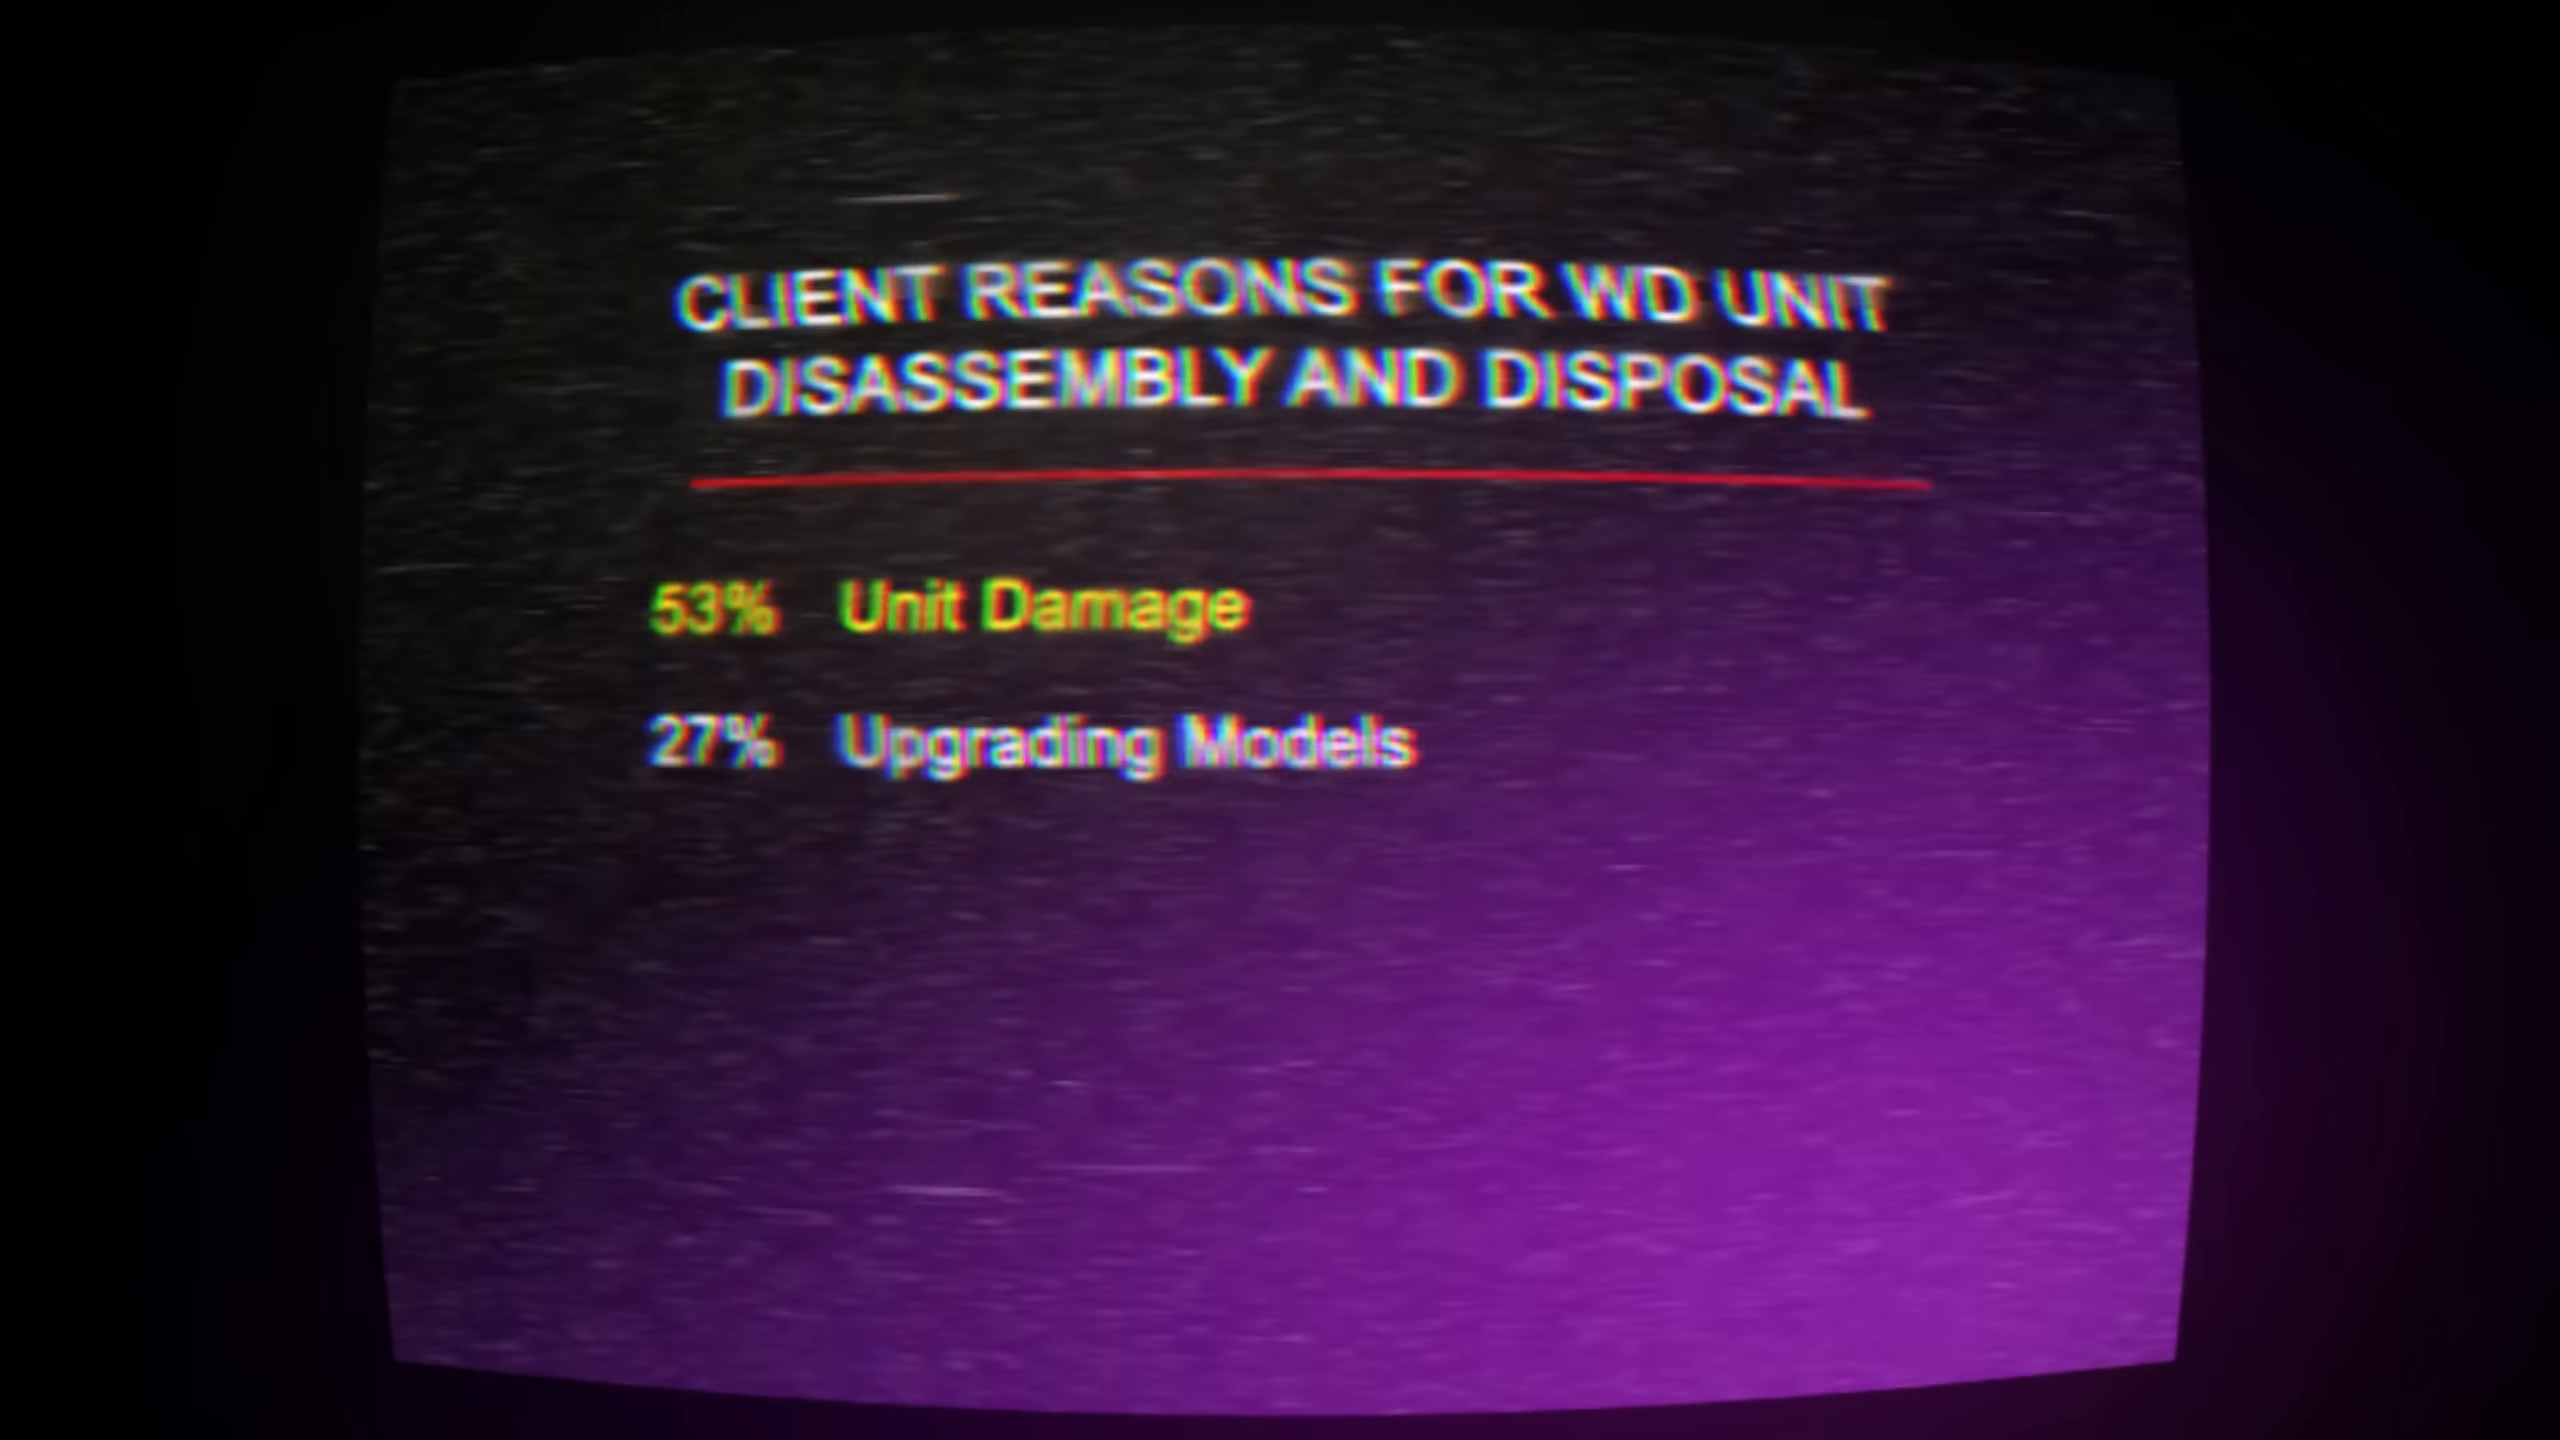 CLIENT REASONS FOR WD UNIT
DISASSEMBLY AND DISPOSAL
53% Unit Damage
27% Upgrading Models